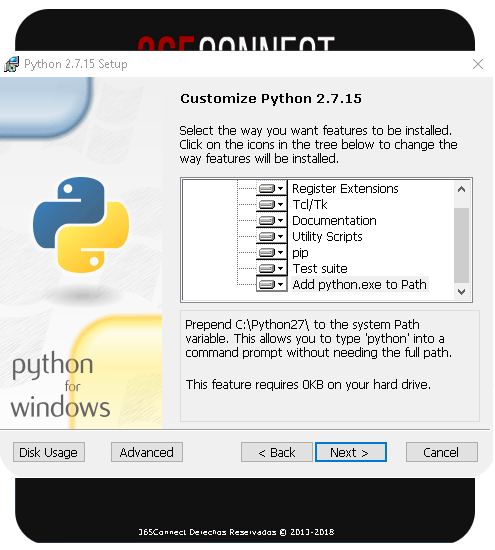 365CONNECT
Python 2.7.15 Setup
Customize Python 2.7.15
Select the way you want features to be installed.
Click on the icons in the tree below to change the
way features will be installed.
Register Extensions
Tcl/Tk
Documentation
Utility Scripts
pip
Test suite
Add python.exe to Path
Prepend C:\Python27\ to the system Path
variable. This allows you to type 'python' into a
command prompt without needing the full path.
This feature requires 0KB on your hard drive.
python
for
windows
Disk Usage
Advanced
< Back
Next >
Cancel
365Connect Derechos Reservados © 2013-2018